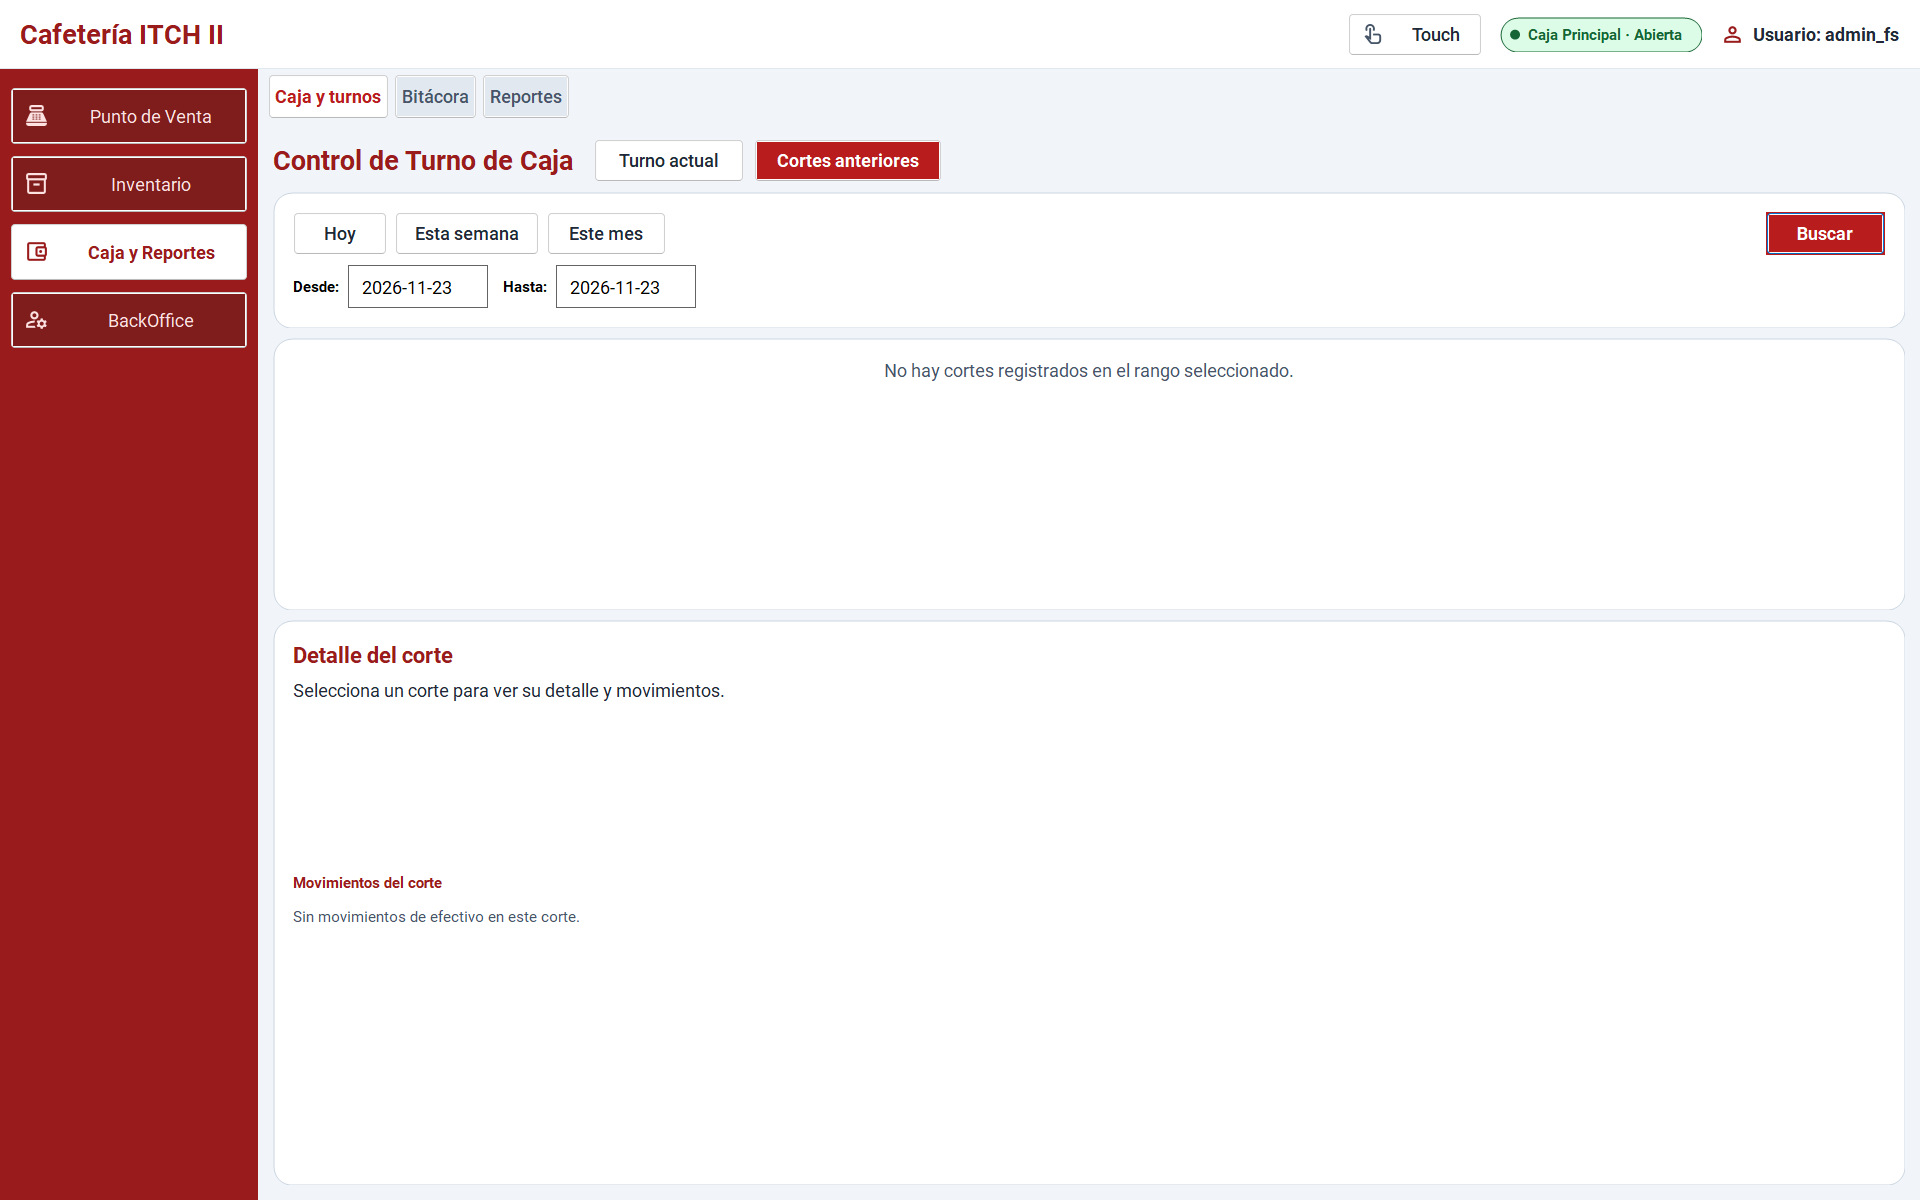 Cafetería ITCH II
Touch
Caja Principal · Abierta
Usuario: admin_fs
Punto de Venta
Inventario
Caja y Reportes
BackOffice
Caja y turnos
Bitácora
Reportes
Control de Turno de Caja
Turno actual
Cortes anteriores
Hoy
Esta semana
Este mes
Buscar
Desde: 2026-11-23 Hasta: 2026-11-23
No hay cortes registrados en el rango seleccionado.
Detalle del corte
Selecciona un corte para ver su detalle y movimientos.
Movimientos del corte
Sin movimientos de efectivo en este corte.